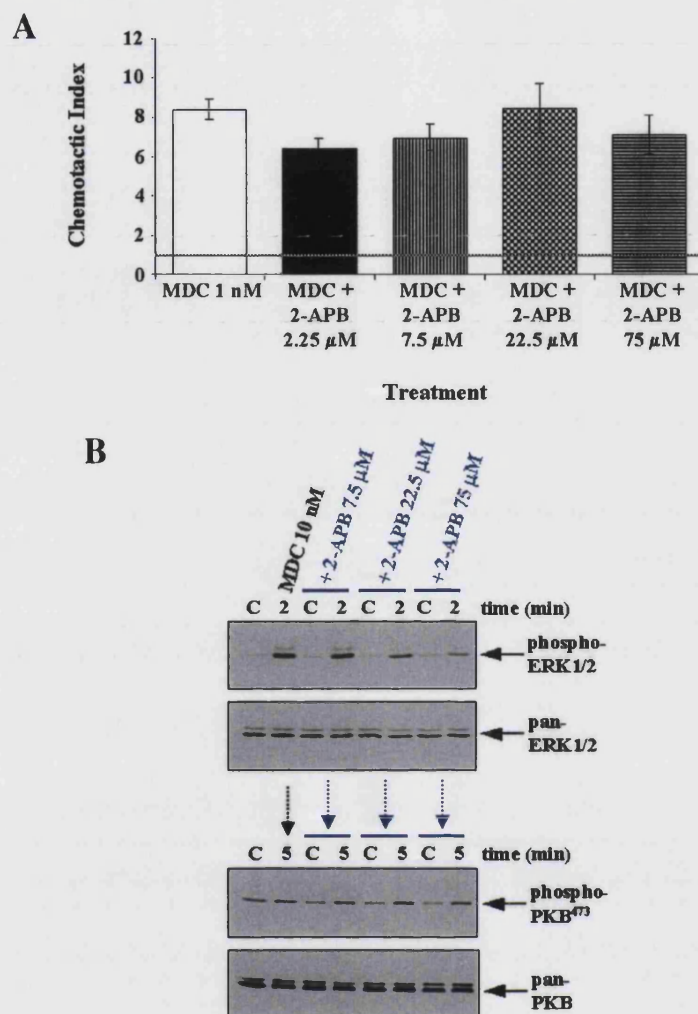 A
Chemotactic Index
12
10
8
6
4
2
0
MDC 1 nM
MDC +
2-APB
2.25 µM
MDC +
2-APB
7.5 µM
MDC +
2-APB
22.5 µM
MDC +
2-APB
75 µM
Treatment
B
MDC 10 nM
+ 2-APB 7.5 µM
+ 2-APB 22.5 µM
+ 2-APB 75 µM
C 2 C 2 C 2 C 2 time (min)
phospho-
ERK1/2
pan-
ERK1/2
C 5 C 5 C 5 C 5 time (min)
phospho-
PKB⁴⁷³
pan-
PKB